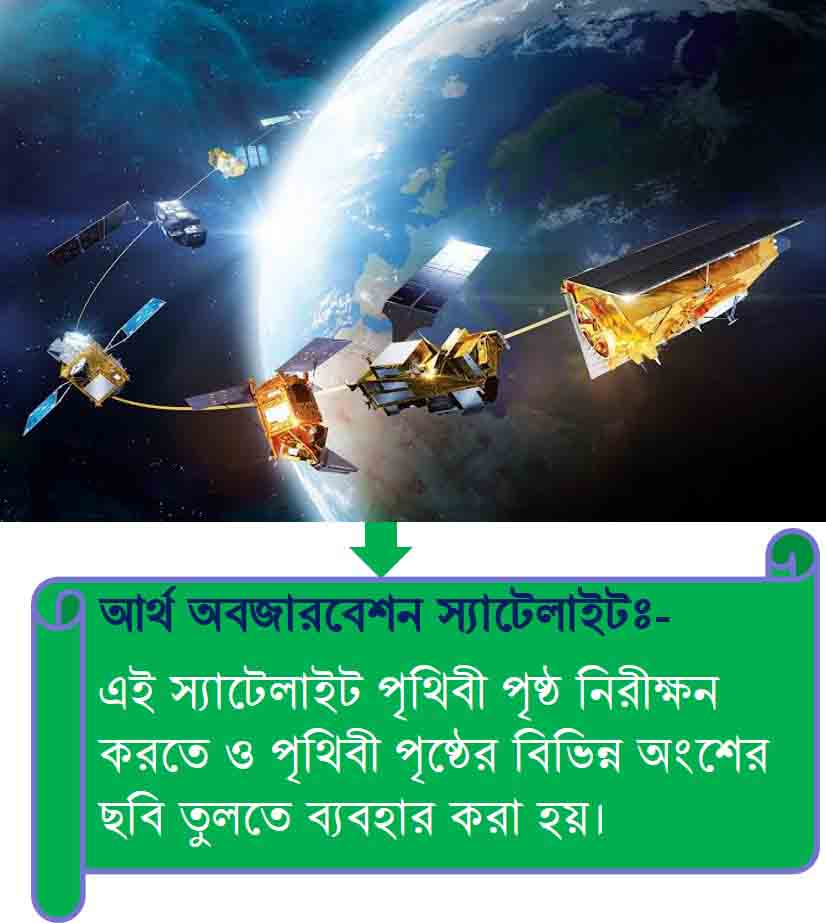 আর্থ অবজারবেশন স্যাটেলাইটঃ-
এই স্যাটেলাইট পৃথিবী পৃষ্ঠ নিরীক্ষন
করতে ও পৃথিবী পৃষ্ঠের বিভিন্ন অংশের
ছবি তুলতে ব্যবহার করা হয়।